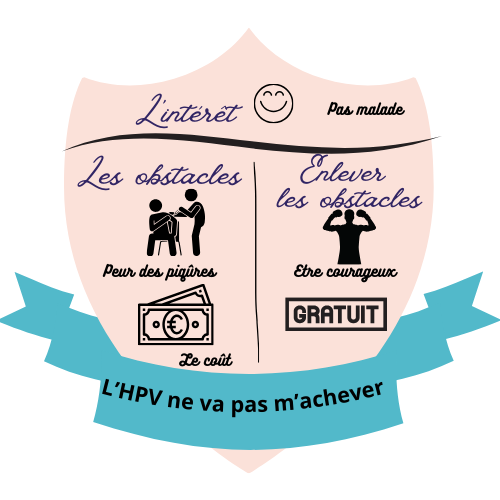 L'intérêt
Pas malade
Les obstacles
Peur des piqûres
Le coût
Enlever
les obstacles
Etre courageux
GRATUIT
L'HPV ne va pas m'achever